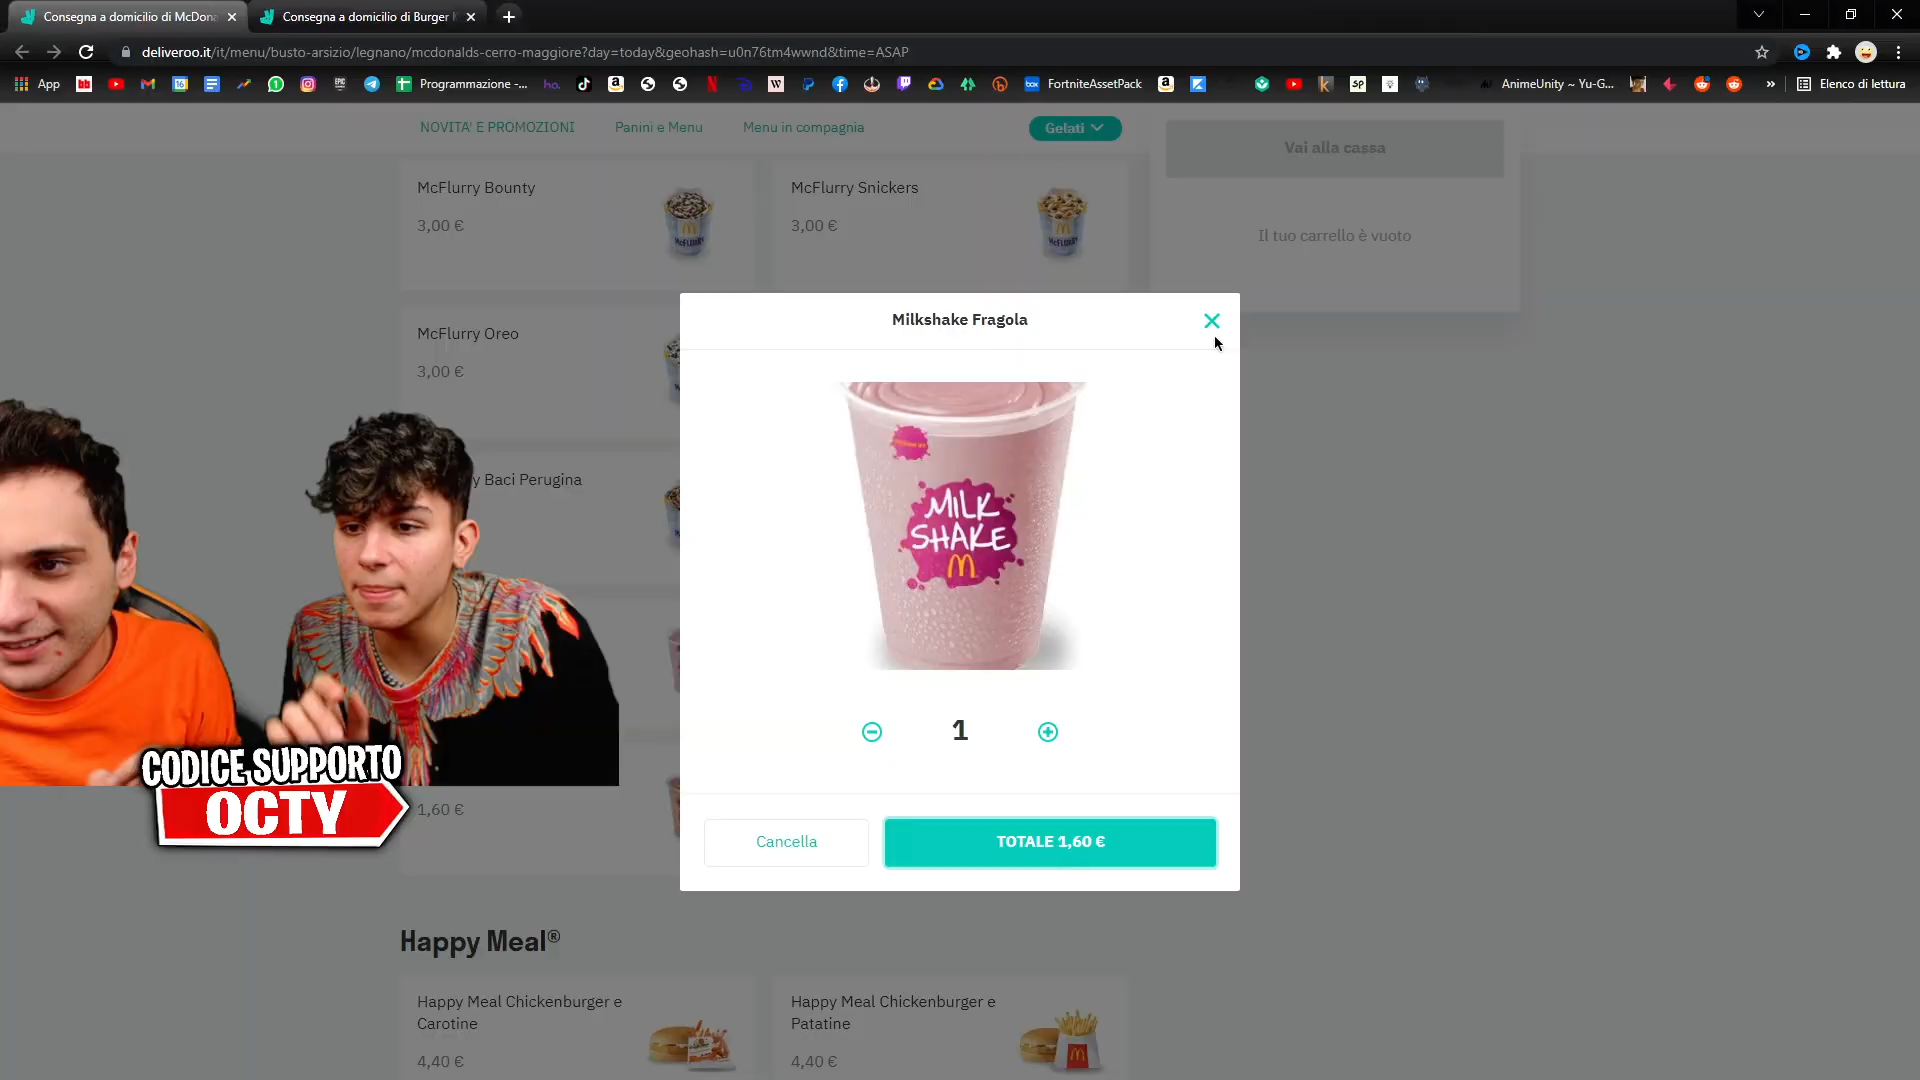 Consegna a domicilio di McDona
Consegna a domicilio di Burger
deliveroo.it/it/menu/busto-arsizio/legnano/mcdonalds-cerro-maggiore?day=today&geohash=u0n76tm4wwnd&time=ASAP
App
Programmazione -...
FortniteAssetPack
AnimeUnity ~ Yu-G...
Elenco di lettura
NOVITA' E PROMOZIONI
Panini e Menu
Menu in compagnia
Gelati
Vai alla cassa
Il tuo carrello è vuoto
McFlurry Bounty
3,00 €
McFlurry Snickers
3,00 €
McFlurry Oreo
3,00 €
y Baci Perugina
Milkshake Fragola
MILK
SHAKE
1
Cancella
TOTALE 1,60 €
CODICE SUPPORTO
OCTY
1,60 €
Happy Meal®
Happy Meal Chickenburger e
Carotine
4,40 €
Happy Meal Chickenburger e
Patatine
4,40 €